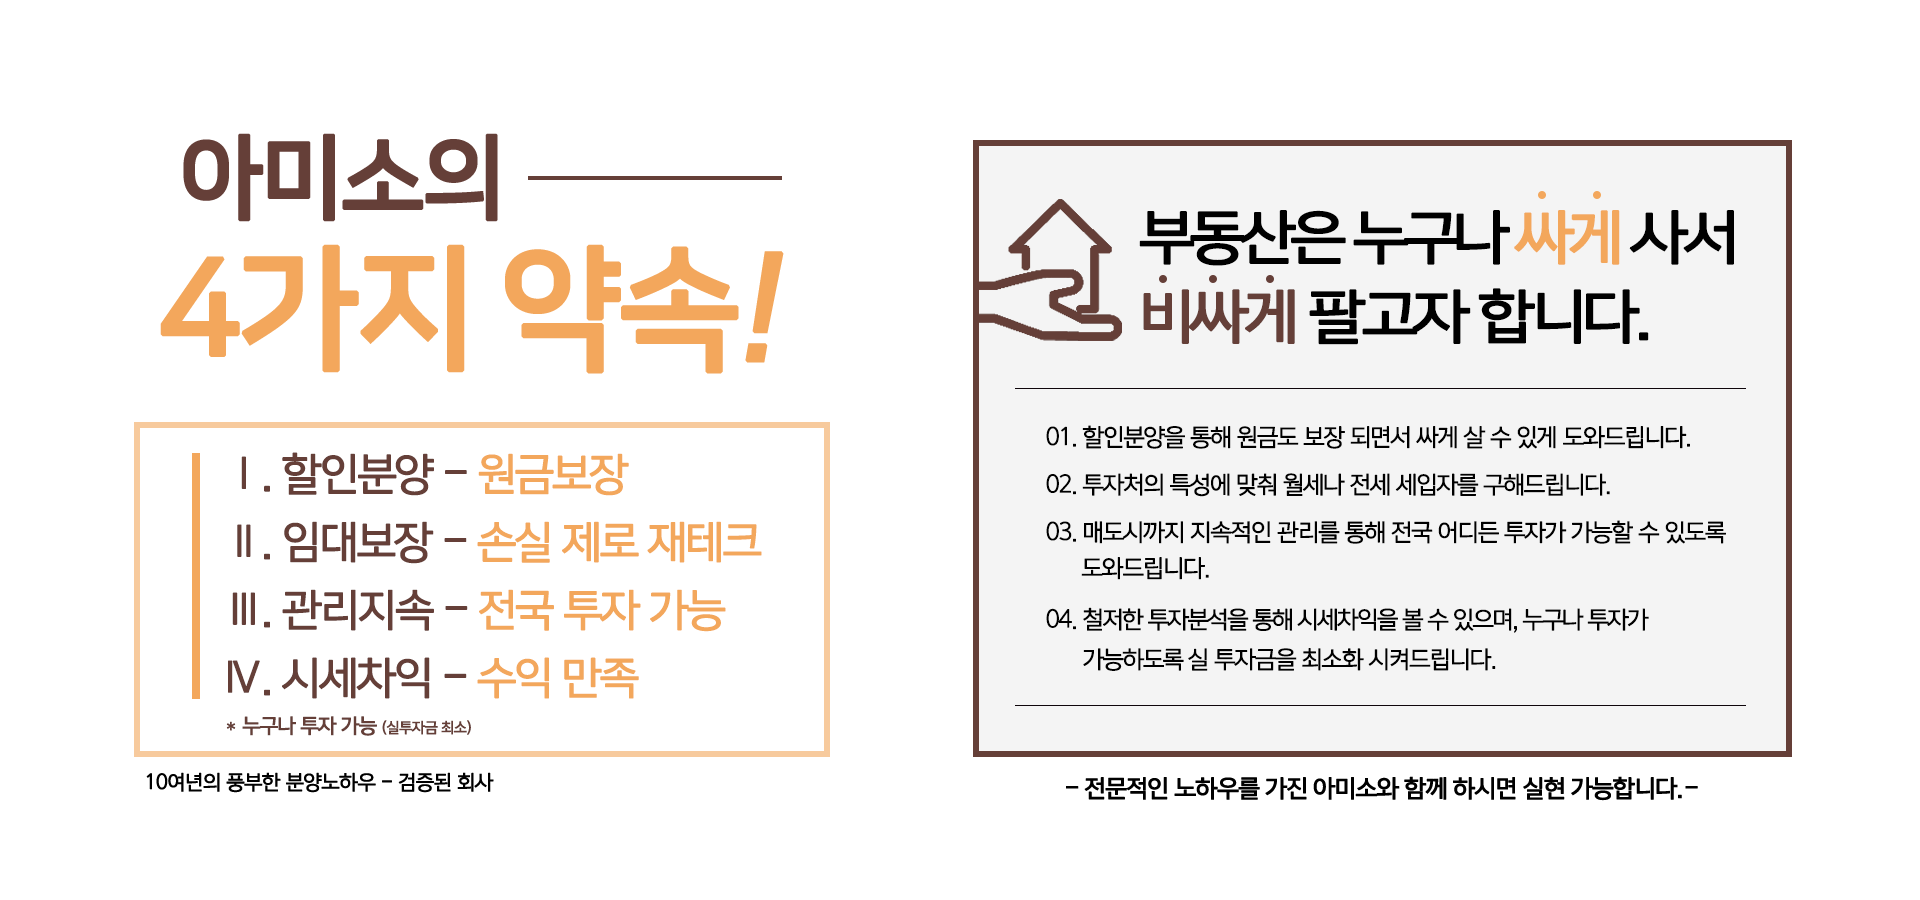 아미소의
4가지 약속!
Ⅰ. 할인분양 - 원금보장
Ⅱ. 임대보장 - 손실 제로 재테크
Ⅲ. 관리지속 - 전국 투자 가능
Ⅳ. 시세차익 - 수익 만족
* 누구나 투자 가능 (실투자금 최소)
10여년의 풍부한 분양노하우 - 검증된 회사
부동산은 누구나 싸게 사서
비싸게 팔고자 합니다.
01. 할인분양을 통해 원금도 보장 되면서 싸게 살 수 있게 도와드립니다.
02. 투자처의 특성에 맞춰 월세나 전세 세입자를 구해드립니다.
03. 매도시까지 지속적인 관리를 통해 전국 어디든 투자가 가능할 수 있도록
도와드립니다.
04. 철저한 투자분석을 통해 시세차익을 볼 수 있으며, 누구나 투자가
가능하도록 실 투자금을 최소화 시켜드립니다.
- 전문적인 노하우를 가진 아미소와 함께 하시면 실현 가능합니다.-